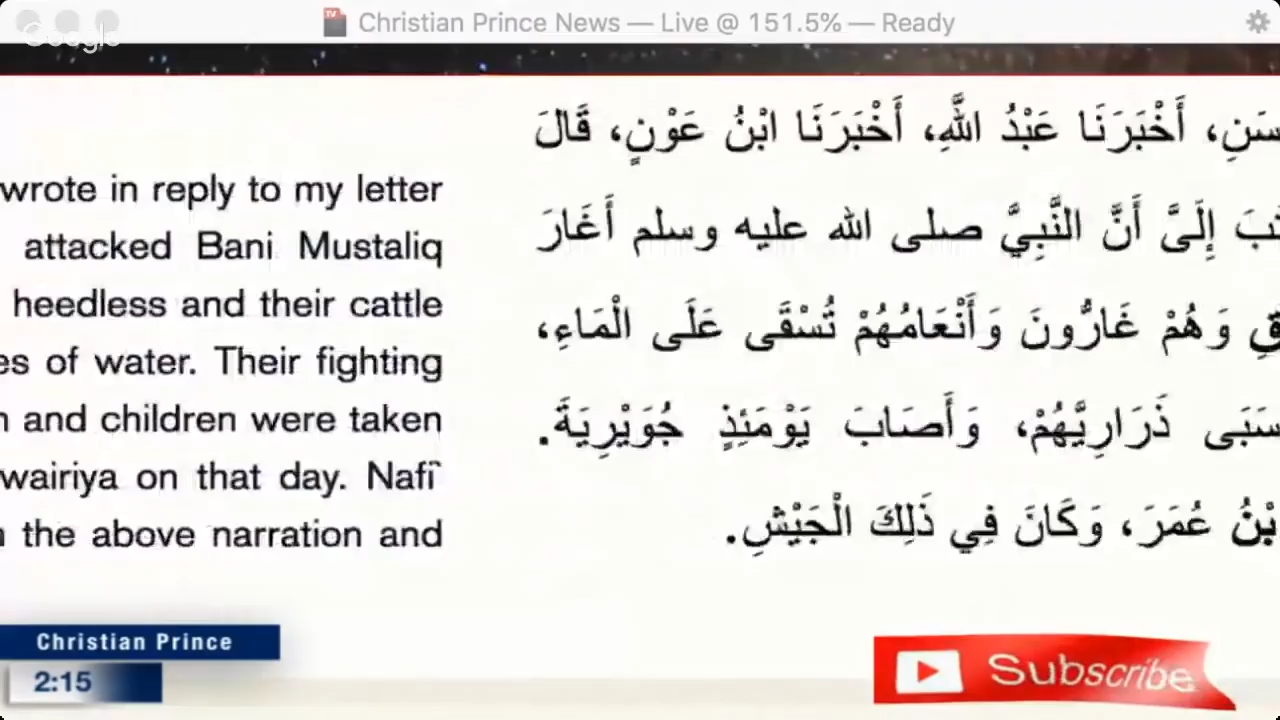 Christian Prince News — Live @ 151.5% — Ready
Google
wrote in reply to my letter
attacked Bani Mustaliq
heedless and their cattle
es of water. Their fighting
n and children were taken
wairiya on that day. Nafi`
the above narration and
سَنِ، أَخْبَرَنَا عَبْدُ اللَّهِ، أَخْبَرَنَا ابْنُ عَوْنٍ، قَالَ
تَبَ إِلَىَّ أَنَّ النَّبِيَّ صلى الله عليه وسلم أَغَارَ
قِ وَهُمْ غَارُّونَ وَأَنْعَامُهُمْ تُسْقَى عَلَى الْمَاءِ،
سَبَى ذَرَارِيَّهُمْ، وَأَصَابَ يَوْمَئِذٍ جُوَيْرِيَةَ.
بْنُ عُمَرَ، وَكَانَ فِي ذَلِكَ الْجَيْشِ.
Christian Prince
2:15
Subscribe